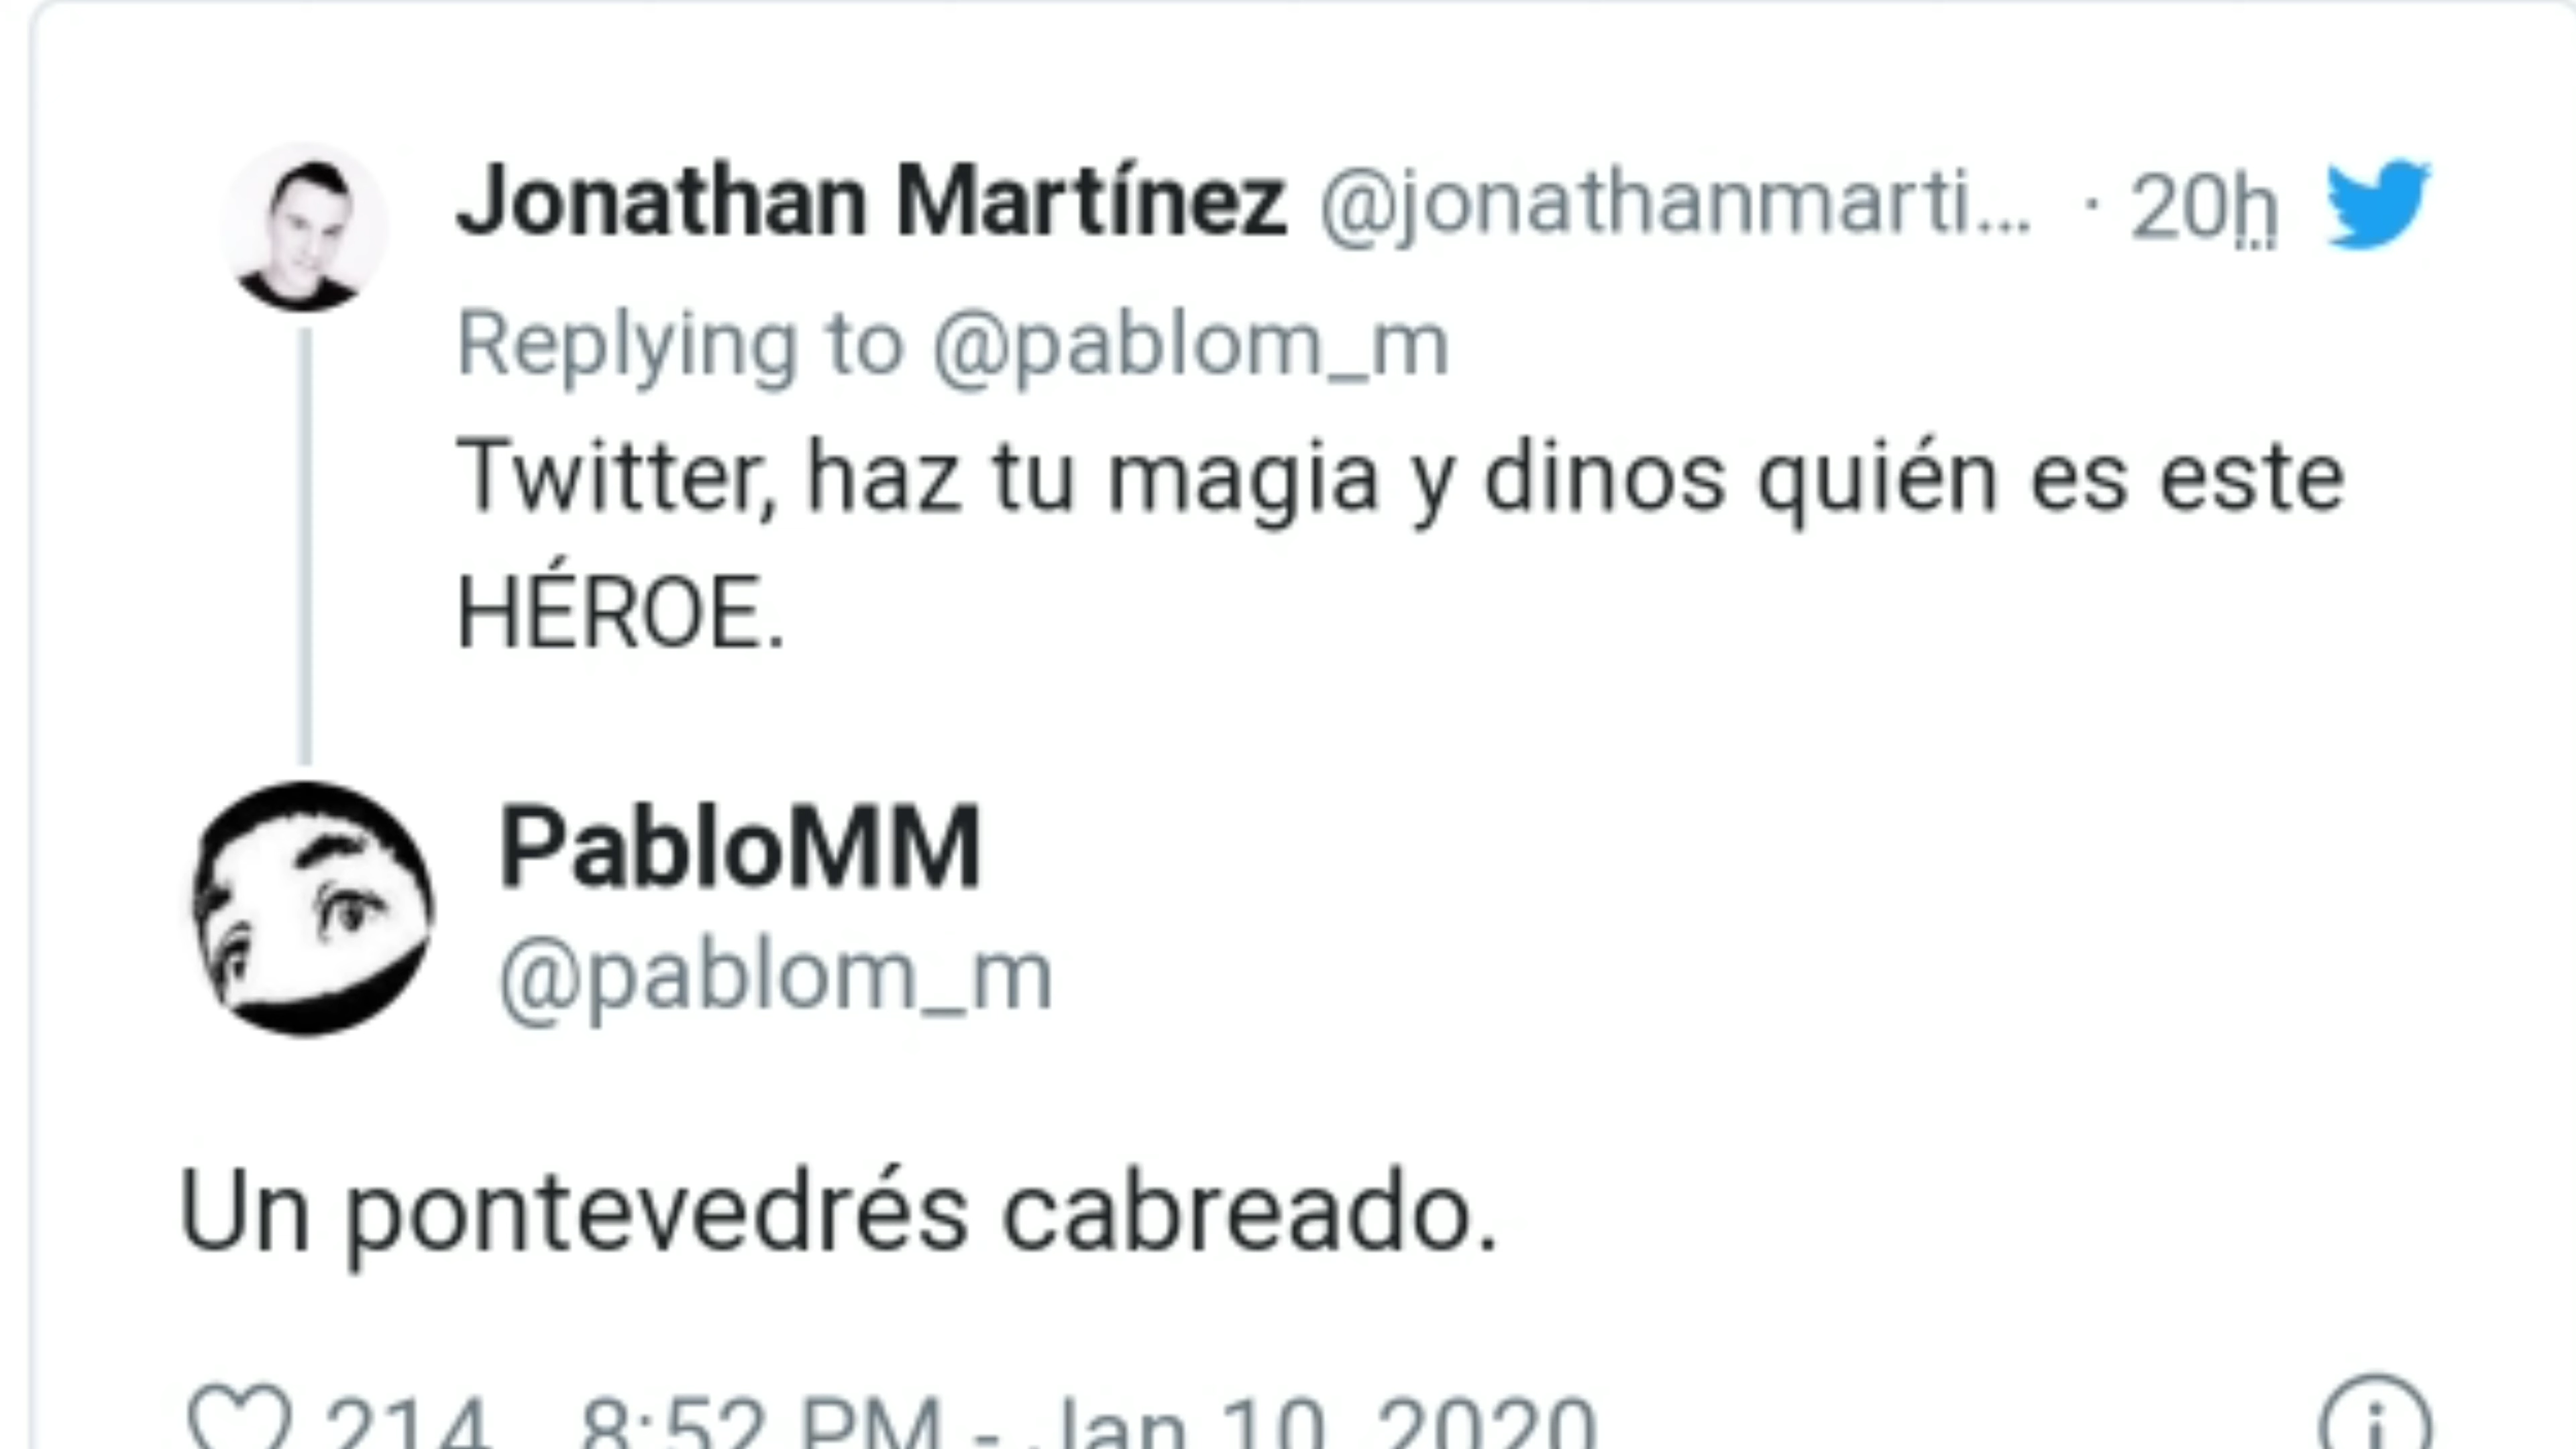 Jonathan Martínez @jonathanmarti... · 20h
Replying to @pablom_m
Twitter, haz tu magia y dinos quién es este
HÉROE.
PabloMM
@pablom_m
Un pontevedrés cabreado.
214 8:52 PM - Jan 10, 2020